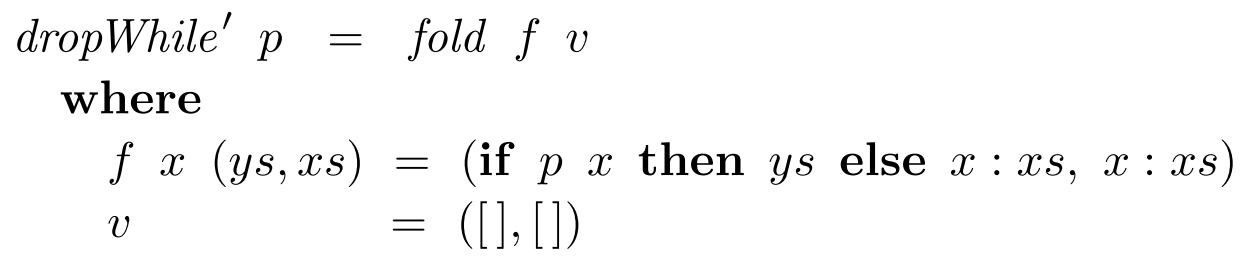 dropWhile′ p = fold f v
where
f x (ys, xs) = (if p x then ys else x : xs, x : xs)
v = ([ ], [ ])